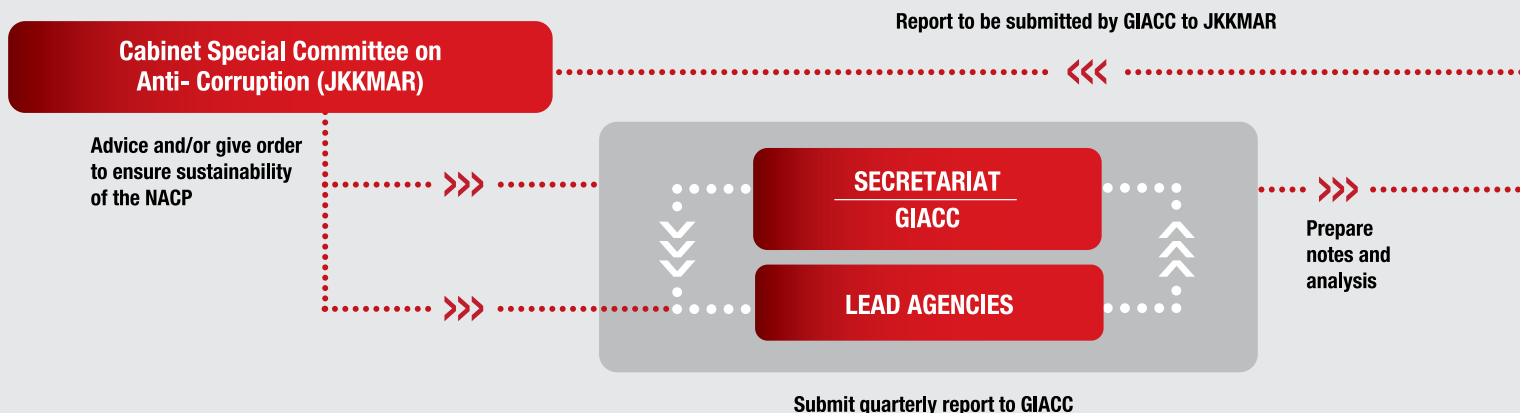 Report to be submitted by GIACC to JKKMAR
Cabinet Special Committee on
Anti- Corruption (JKKMAR)
Advice and/or give order
to ensure sustainability
of the NACP
SECRETARIAT
GIACC
LEAD AGENCIES
Prepare
notes and
analysis
Submit quarterly report to GIACC